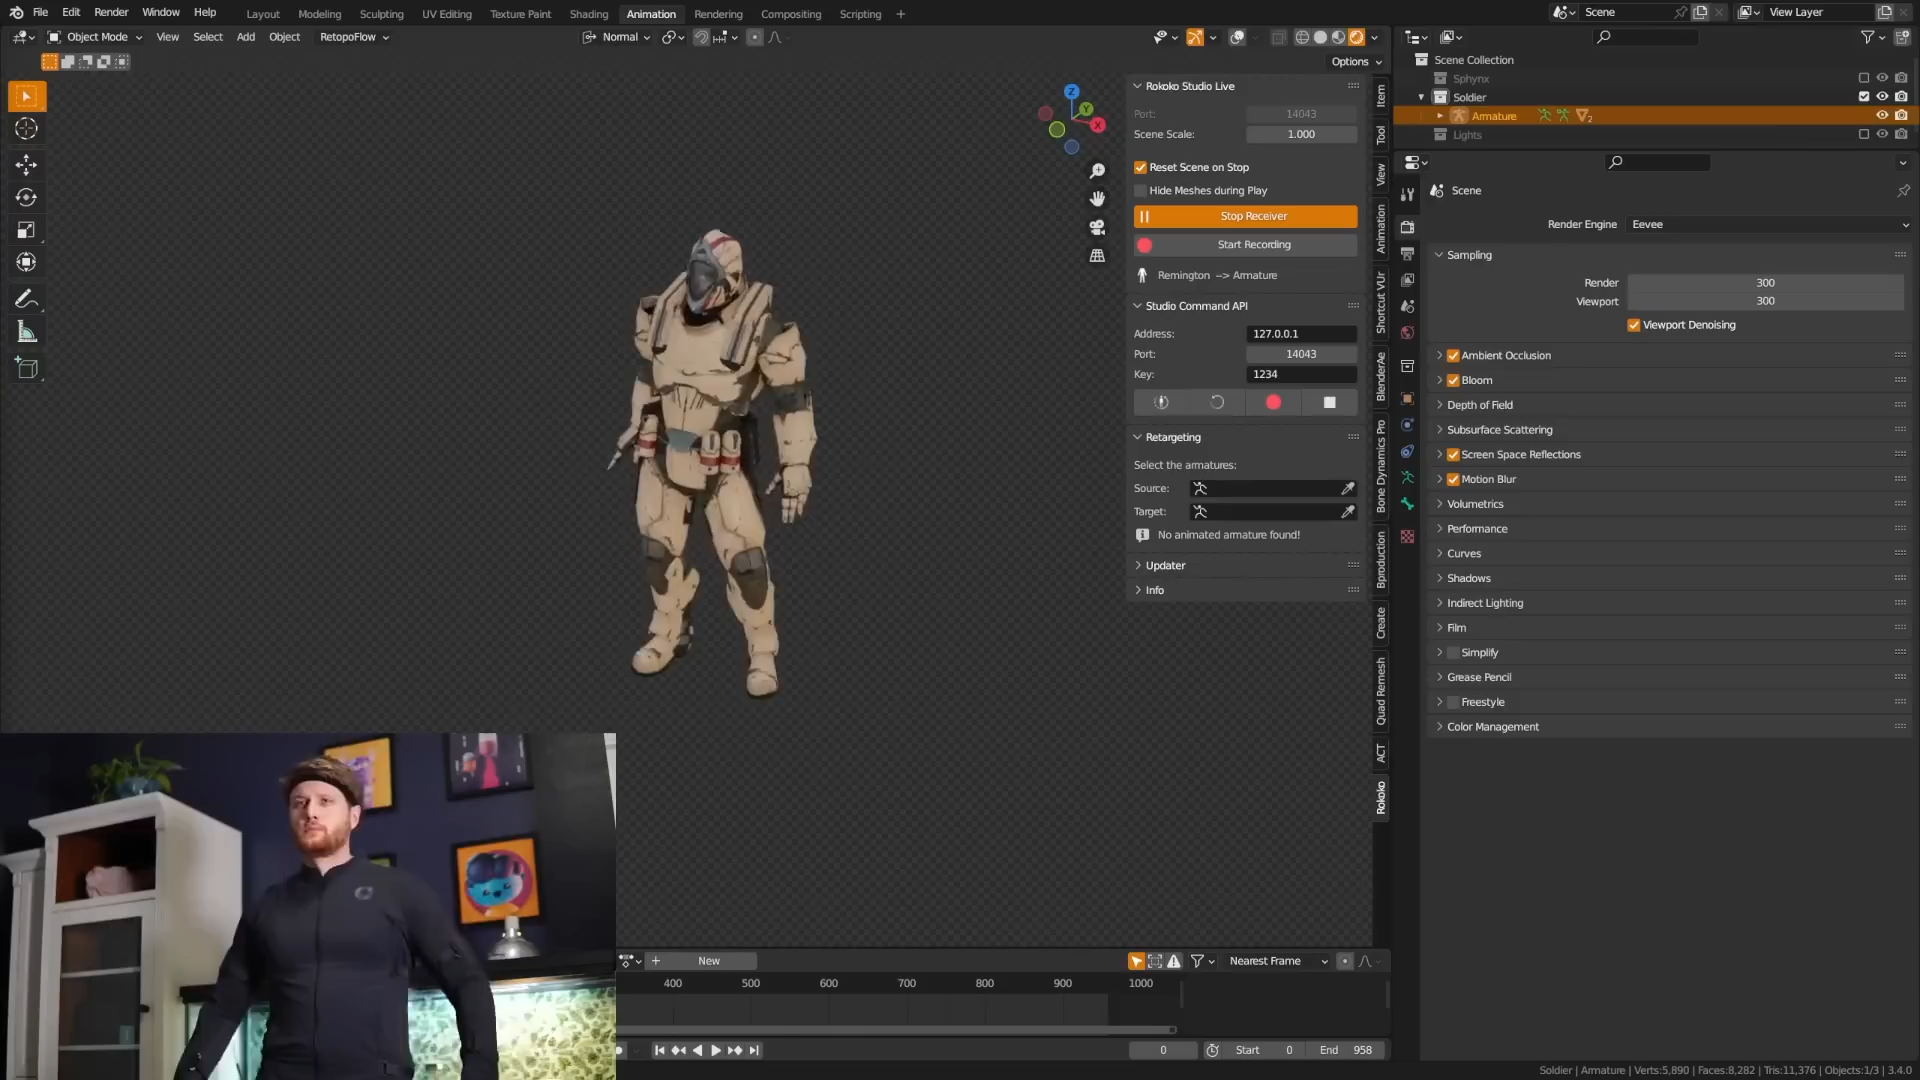 File Edit Render Window Help Layout Modeling Sculpting UV Editing Texture Paint Shading Animation Rendering Compositing Scripting + Scene View Layer
Object Mode View Select Add Object RetopoFlow Normal
Options
Z
Y
X
Rokoko Studio Live
Port: 14043
Scene Scale: 1.000
Reset Scene on Stop
Hide Meshes during Play
Stop Receiver
Start Recording
Remington --> Armature
Studio Command API
Address: 127.0.0.1
Port: 14043
Key: 1234
Retargeting
Select the armatures:
Source:
Target:
No animated armature found!
Updater
Info
Item
Tool
View
Animation
Shortcut VUr
BlenderAe
Bone Dynamics Pro
Bproduction
Create
Quad Remesh
ACT
Rokoko
Scene Collection
Sphynx
Soldier
Armature 2
Lights
Scene
Render Engine Eevee
Sampling
Render 300
Viewport 300
Viewport Denoising
Ambient Occlusion
Bloom
Depth of Field
Subsurface Scattering
Screen Space Reflections
Motion Blur
Volumetrics
Performance
Curves
Shadows
Indirect Lighting
Film
Simplify
Grease Pencil
Freestyle
Color Management
+ New Nearest Frame
400 500 600 700 800 900 1000
0 Start 0 End 958
Soldier | Armature | Verts:5,890 | Faces:8,282 | Tris:11,376 | Objects:1/3 | 3.4.0